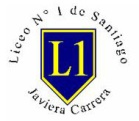 Liceo N° 1 de Santiago
L1
Javiera Carrera